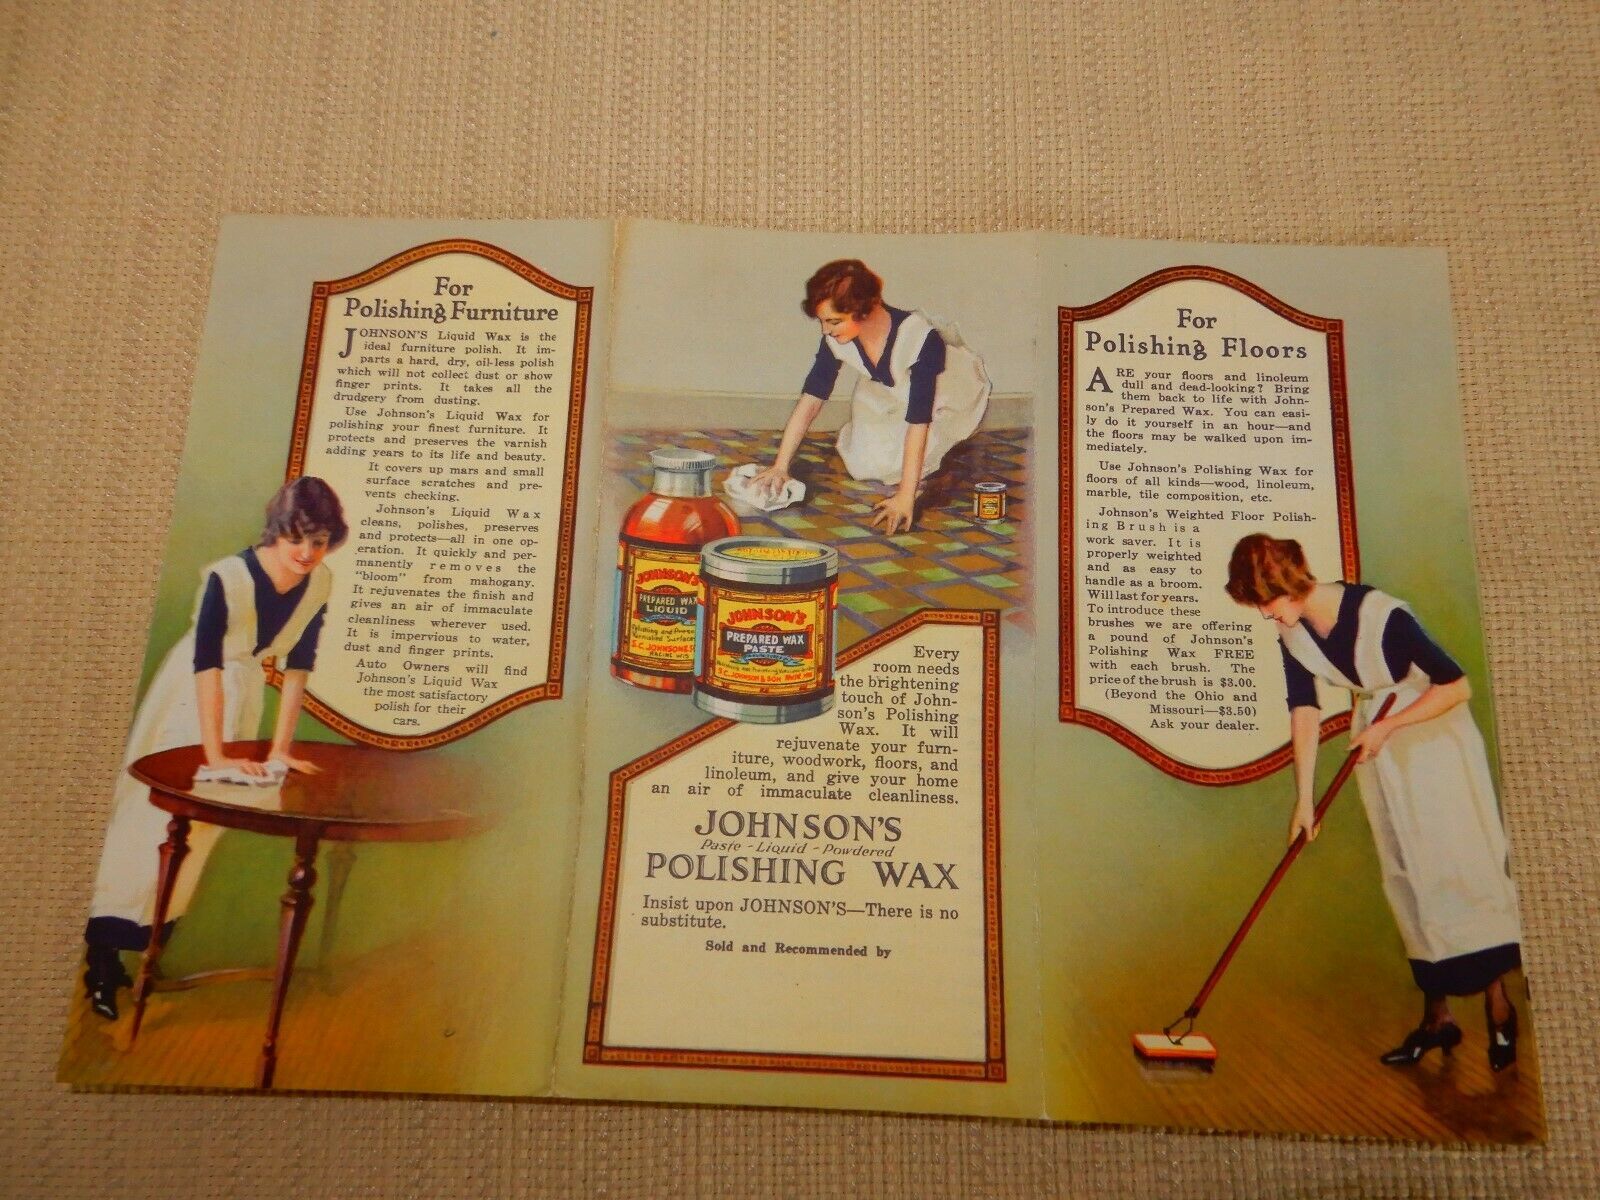 For
Polishing Furniture
JOHNSON'S Liquid Wax is the
ideal furniture polish. It im-
parts a hard, dry, oil-less polish
which will not collect dust or show
finger prints. It takes all the
drudgery from dusting.
Use Johnson's Liquid Wax for
polishing your finest furniture. It
protects and preserves the varnish
adding years to its life and beauty.
It covers up mars and small
surface scratches and pre-
vents checking.
Johnson's Liquid Wax
cleans, polishes, preserves
and protects—all in one op-
eration. It quickly and per-
manently removes the
"bloom" from mahogany.
It rejuvenates the finish and
gives an air of immaculate
cleanliness wherever used.
It is impervious to water,
dust and finger prints.
Auto Owners will find
Johnson's Liquid Wax
the most satisfactory
polish for their
cars.
JOHNSON'S
PREPARED WAX
LIQUID
Polishing and
S.C. JOHNSON &
RACINE WIS
JOHNSON'S
PREPARED WAX
PASTE
S.C. JOHNSON & SON
Every
room needs
the brightening
touch of John-
son's Polishing
Wax. It will
rejuvenate your furn-
iture, woodwork, floors, and
linoleum, and give your home
an air of immaculate cleanliness.
JOHNSON'S
Paste - Liquid - Powdered
POLISHING WAX
Insist upon JOHNSON'S—There is no
substitute.
Sold and Recommended by
For
Polishing Floors
ARE your floors and linoleum
dull and dead-looking? Bring
them back to life with John-
son's Prepared Wax. You can easi-
ly do it yourself in an hour—and
the floors may be walked upon im-
mediately.
Use Johnson's Polishing Wax for
floors of all kinds—wood, linoleum,
marble, tile composition, etc.
Johnson's Weighted Floor Polish-
ing Brush is a
work saver. It is
properly weighted
and as easy to
handle as a broom.
Will last for years.
To introduce these
brushes we are offering
a pound of Johnson's
Polishing Wax FREE
with each brush. The
price of the brush is $3.00.
(Beyond the Ohio and
Missouri—$3.50)
Ask your dealer.